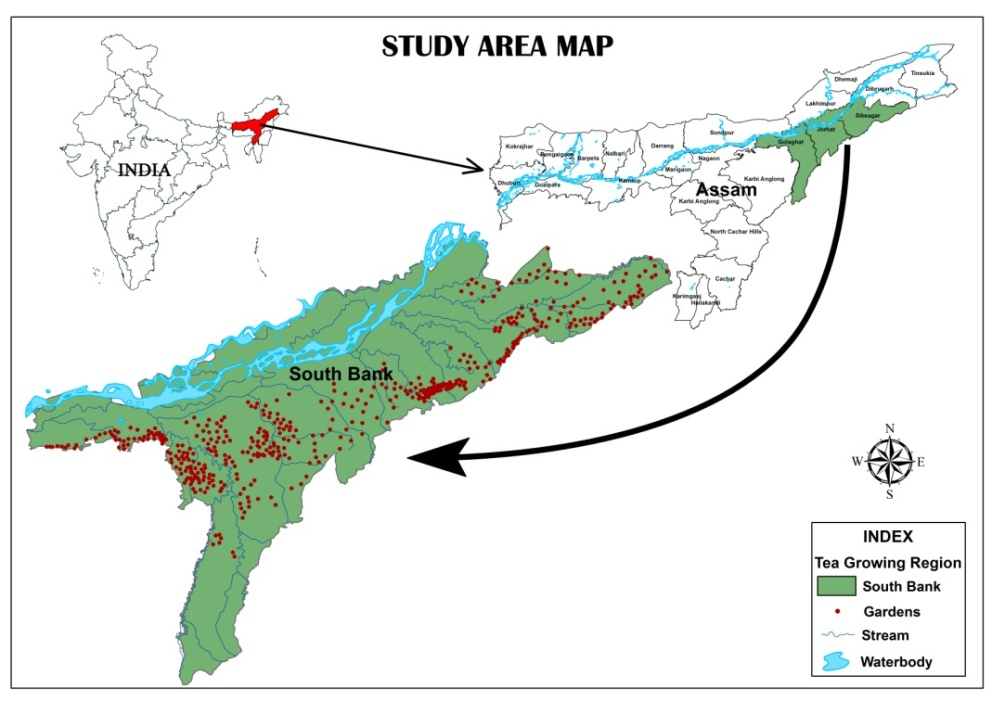 STUDY AREA MAP
INDIA
Dhemaji
Tinsukia
Dibrugarh
Lakhimpur
Sibsagar
Jorhat
Golaghat
Sonitpur
Kokrajhar
Bongaigaon
Barpeta
Nalbari
Darrang
Nagaon
Marigaon
Dhuburi
Goalpara
Kamrup
Karbi Anglong
Assam
Karbi Anglong
North Cachar Hills
Cachar
Karimganj
Hailakandi
South Bank
N
W
E
S
INDEX
Tea Growing Region
South Bank
Gardens
Stream
Waterbody